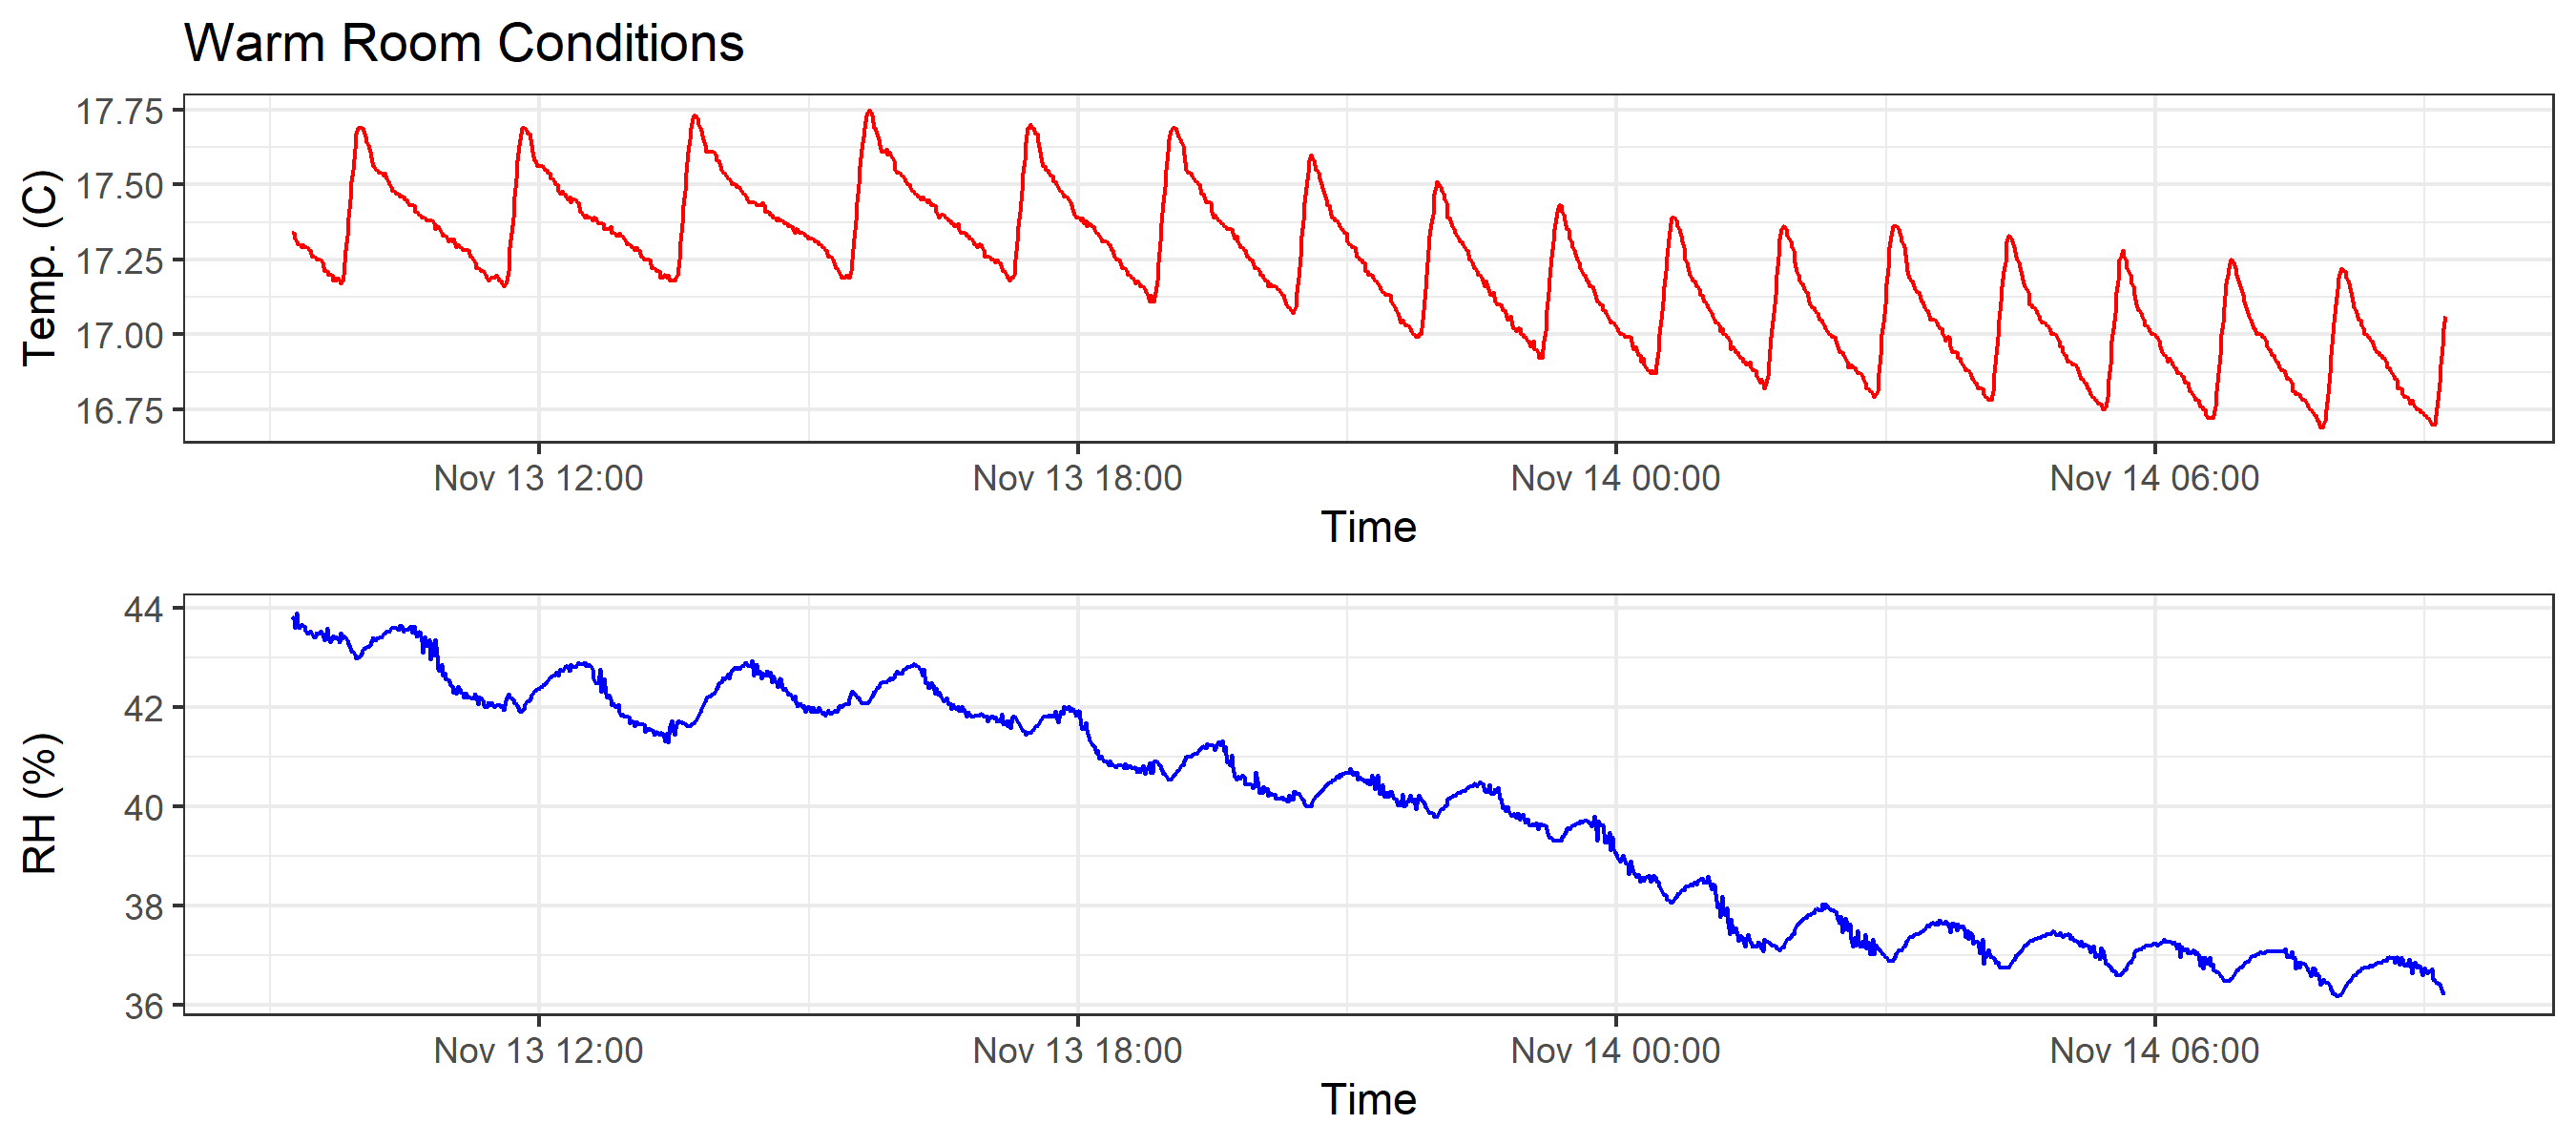 Warm Room Conditions
Temp. (C)
17.75
17.50
17.25
17.00
16.75
Nov 13 12:00 Nov 13 18:00 Nov 14 00:00 Nov 14 06:00
Time
RH (%)
44
42
40
38
36
Nov 13 12:00 Nov 13 18:00 Nov 14 00:00 Nov 14 06:00
Time